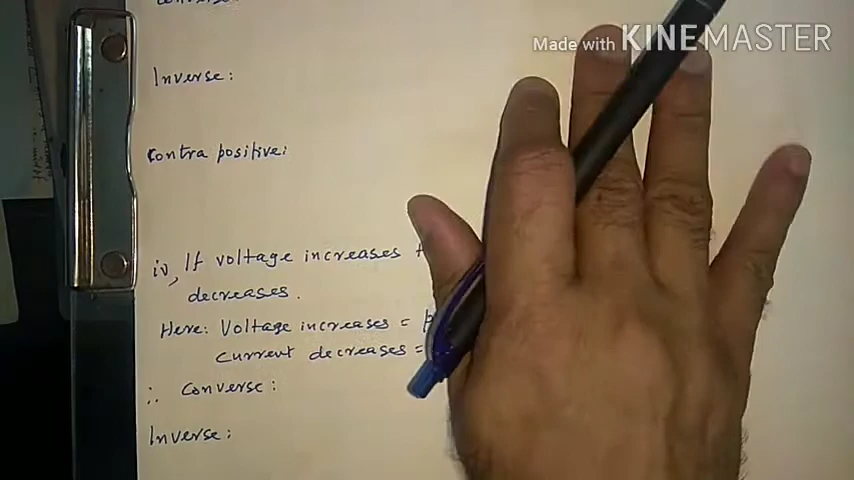 Made with KINEMASTER
Inverse:
Contra positive:
iv, If voltage increases
decreases.
Here: Voltage increases = P
current decreases =
∴ Converse:
Inverse: